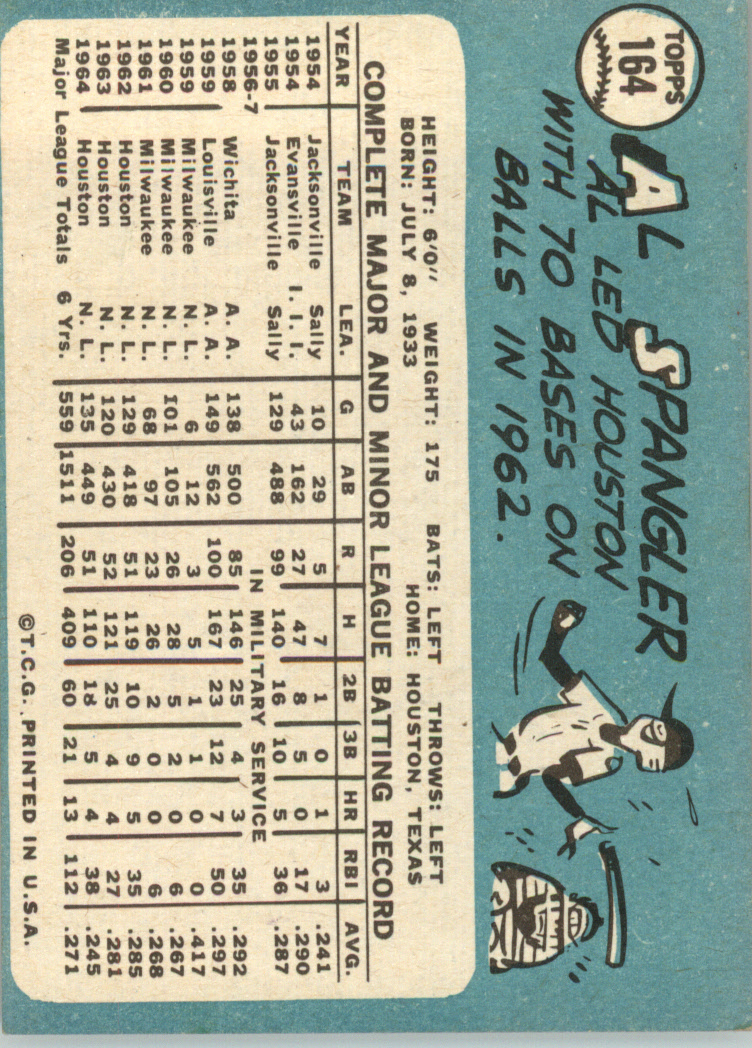 TOPPS
164
AL SPANGLER
AL LED HOUSTON
WITH 70 BASES ON
BALLS IN 1962.
HEIGHT: 6'0" WEIGHT: 175 BATS: LEFT THROWS: LEFT
BORN: JULY 8, 1933 HOME: HOUSTON, TEXAS
COMPLETE MAJOR AND MINOR LEAGUE BATTING RECORD
YEAR TEAM LEA. G AB R H 2B 3B HR RBI AVG.
1954 Jacksonville Sally 10 29 5 7 1 0 1 3 .241
1954 Evansville I. I. I. 43 162 27 47 8 5 0 17 .290
1955 Jacksonville Sally 129 488 99 140 16 10 5 36 .287
1956-7 IN MILITARY SERVICE
1958 Wichita A. A. 138 500 85 146 25 4 3 35 .292
1959 Louisville A. A. 149 562 100 167 23 12 7 50 .297
1959 Milwaukee N. L. 6 12 3 5 1 1 0 0 .417
1960 Milwaukee N. L. 101 105 26 28 5 2 0 6 .267
1961 Milwaukee N. L. 68 97 23 26 2 0 0 6 .268
1962 Houston N. L. 129 418 51 119 10 9 5 35 .285
1963 Houston N. L. 120 430 52 121 25 4 4 27 .281
1964 Houston N. L. 135 449 51 110 18 5 4 38 .245
Major League Totals 6 Yrs. 559 1511 206 409 60 21 13 112 .271
©T.C.G. PRINTED IN U.S.A.